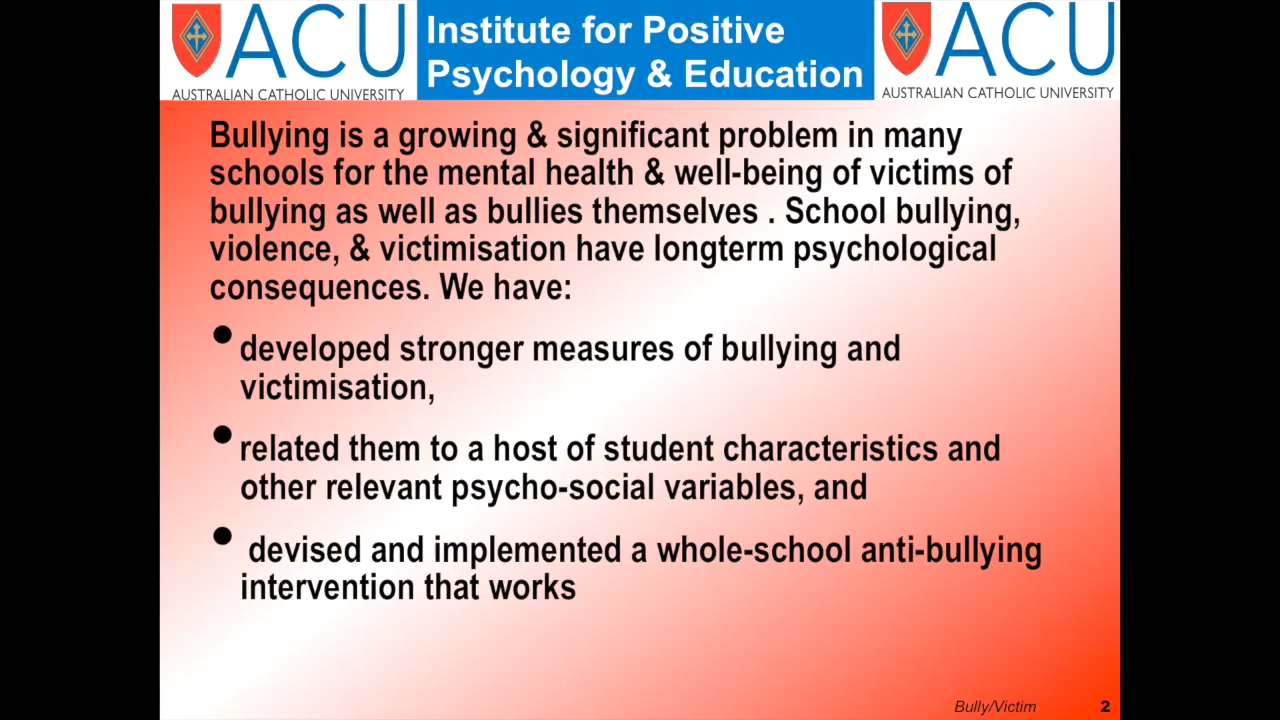 ACU
AUSTRALIAN CATHOLIC UNIVERSITY
Institute for Positive
Psychology & Education
ACU
AUSTRALIAN CATHOLIC UNIVERSITY
Bullying is a growing & significant problem in many
schools for the mental health & well-being of victims of
bullying as well as bullies themselves . School bullying,
violence, & victimisation have longterm psychological
consequences. We have:
• developed stronger measures of bullying and
victimisation,
• related them to a host of student characteristics and
other relevant psycho-social variables, and
• devised and implemented a whole-school anti-bullying
intervention that works
Bully/Victim 2